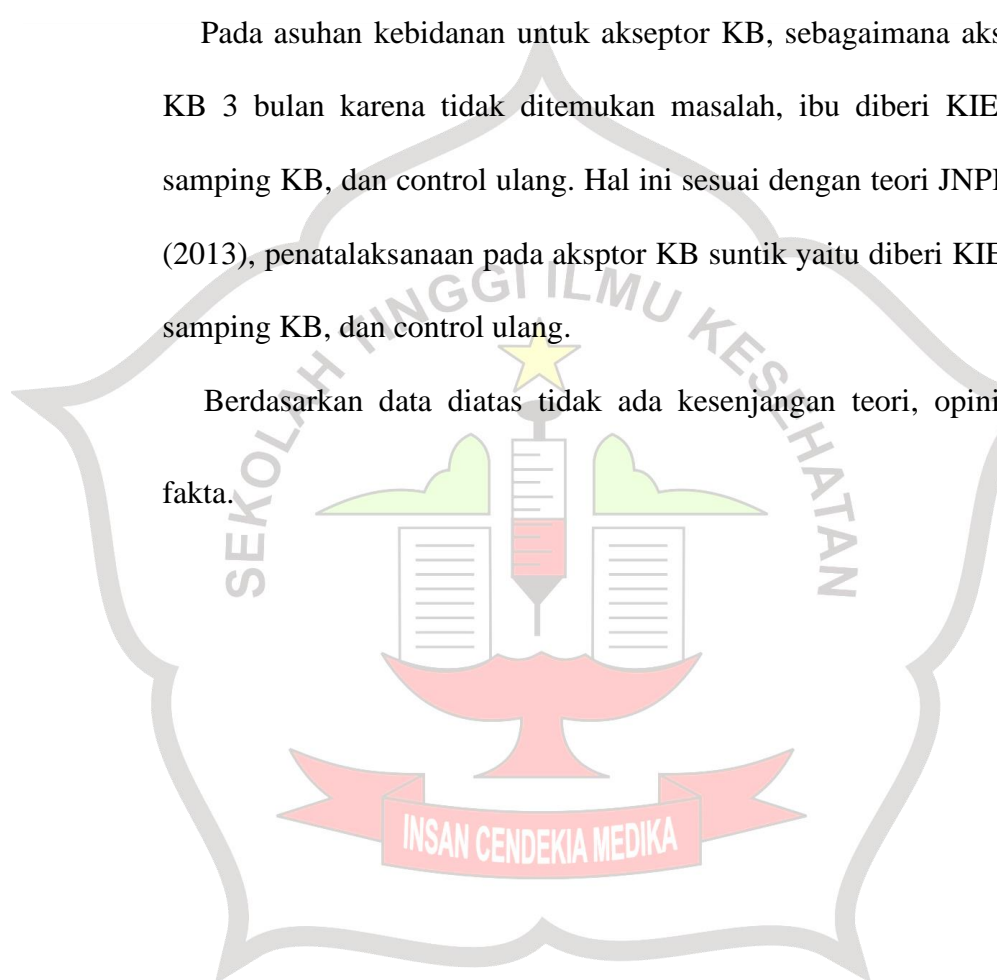 Pada asuhan kebidanan untuk akseptor KB, sebagaimana
KB 3 bulan karena tidak ditemukan masalah, ibu diberi KIE
samping KB, dan control ulang. Hal ini sesuai dengan teori
(2013), penatalaksanaan pada aksptor KB suntik yaitu diberi KIE
samping KB, dan control ulang.
Berdasarkan data diatas tidak ada kesenjangan teori, opini
fakta.
SEKOLAH TINGGI ILMU KESEHATAN
INSAN CENDEKIA MEDIKA